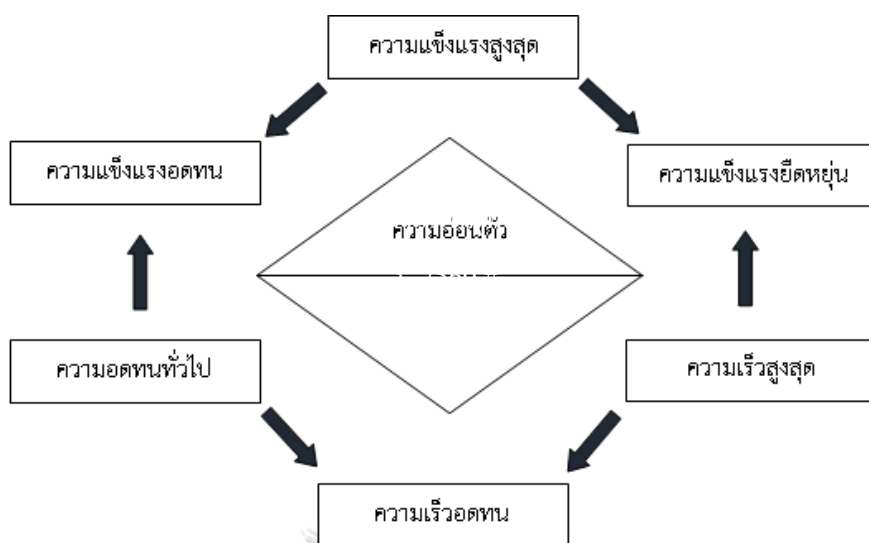 ความแข็งแรงสูงสุด
ความแข็งแรงอดทน
ความแข็งแรงยืดหยุ่น
ความอ่อนตัว
ความอดทนทั่วไป
ความเร็วสูงสุด
ความเร็วอดทน